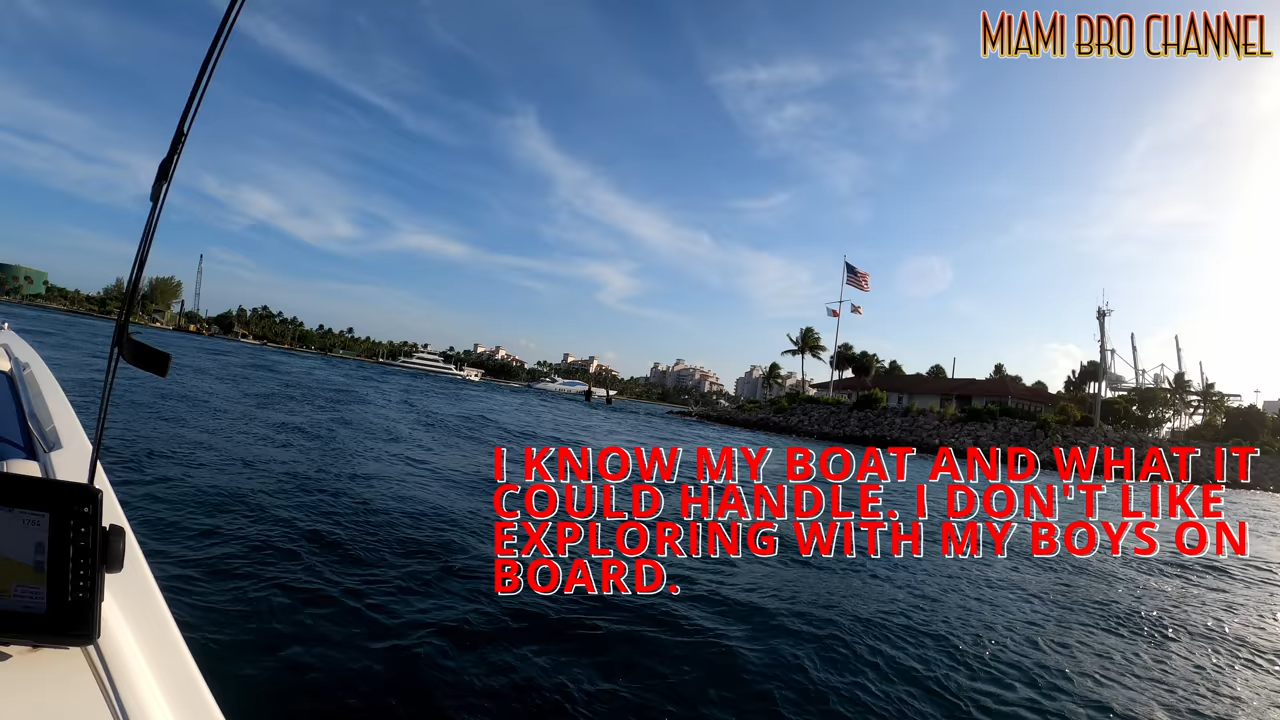 MIAMI BRO CHANNEL
I KNOW MY BOAT AND WHAT IT
COULD HANDLE. I DON'T LIKE
EXPLORING WITH MY BOYS ON
BOARD.